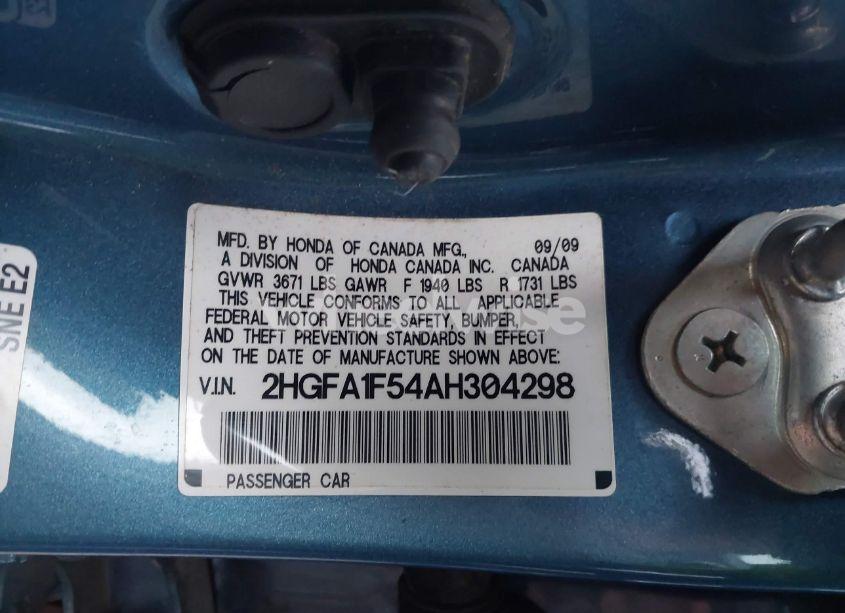 MFD. BY HONDA OF CANADA MFG., 09/09
A DIVISION OF HONDA CANADA INC. CANADA
GVWR 3671 LBS GAWR F 1940 LBS R 1731 LBS
THIS VEHICLE CONFORMS TO ALL APPLICABLE
FEDERAL MOTOR VEHICLE SAFETY, BUMPER,
AND THEFT PREVENTION STANDARDS IN EFFECT
ON THE DATE OF MANUFACTURE SHOWN ABOVE:
V.I.N. 2HGFA1F54AH304298
PASSENGER CAR
SNE E2